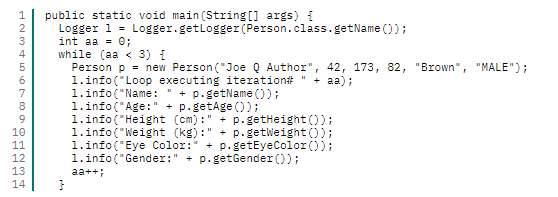 1 public static void main(String[] args) {
2 Logger l = Logger.getLogger(Person.class.getName());
3 int aa = 0;
4 while (aa < 3) {
5 Person p = new Person("Joe Q Author", 42, 173, 82, "Brown", "MALE");
6 l.info("Loop executing iteration# " + aa);
7 l.info("Name: " + p.getName());
8 l.info("Age:" + p.getAge());
9 l.info("Height (cm):" + p.getHeight());
10 l.info("Weight (kg):" + p.getWeight());
11 l.info("Eye Color:" + p.getEyeColor());
12 l.info("Gender:" + p.getGender());
13 aa++;
14 }